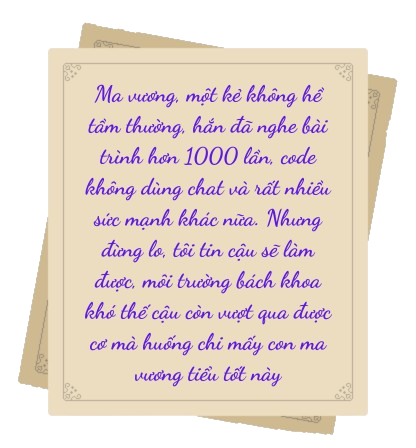 Ma vương, một kẻ không hề
tầm thường, hắn đã nghe bài
trình hơn 1000 lần, code
không dùng chat và rất nhiều
sức mạnh khác nữa. Nhưng
đừng lo, tôi tin cậu sẽ làm
được, môi trường bách khoa
khó thế cậu còn vượt qua được
cơ mà huống chi mấy con ma
vương tiểu tốt này